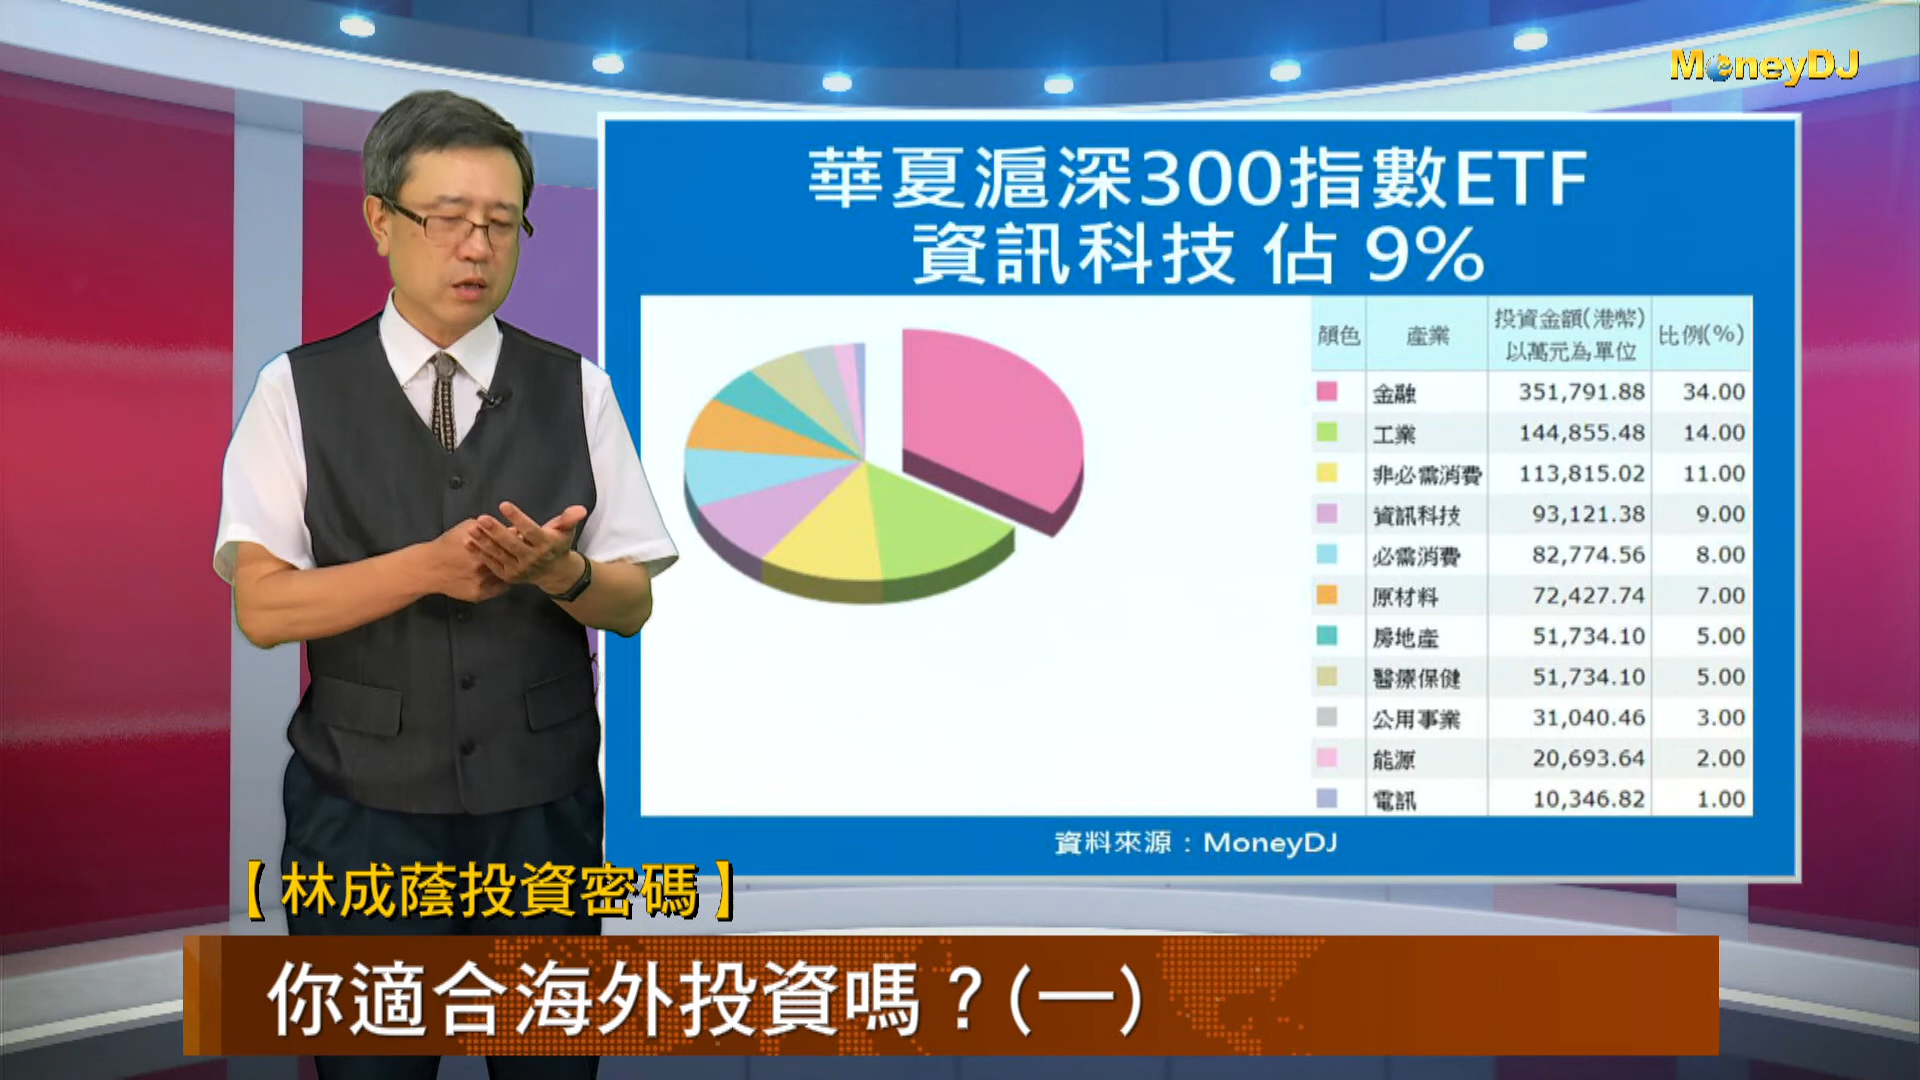 MoneyDJ
華夏滬深300指數ETF
資訊科技 佔 9%
顏色 產業 投資金額(港幣)以萬元為單位 比例(%)
金融 351,791.88 34.00
工業 144,855.48 14.00
非必需消費 113,815.02 11.00
資訊科技 93,121.38 9.00
必需消費 82,774.56 8.00
原材料 72,427.74 7.00
房地產 51,734.10 5.00
醫療保健 51,734.10 5.00
公用事業 31,040.46 3.00
能源 20,693.64 2.00
電訊 10,346.82 1.00
資料來源：MoneyDJ
【林成蔭投資密碼】
你適合海外投資嗎？(一)